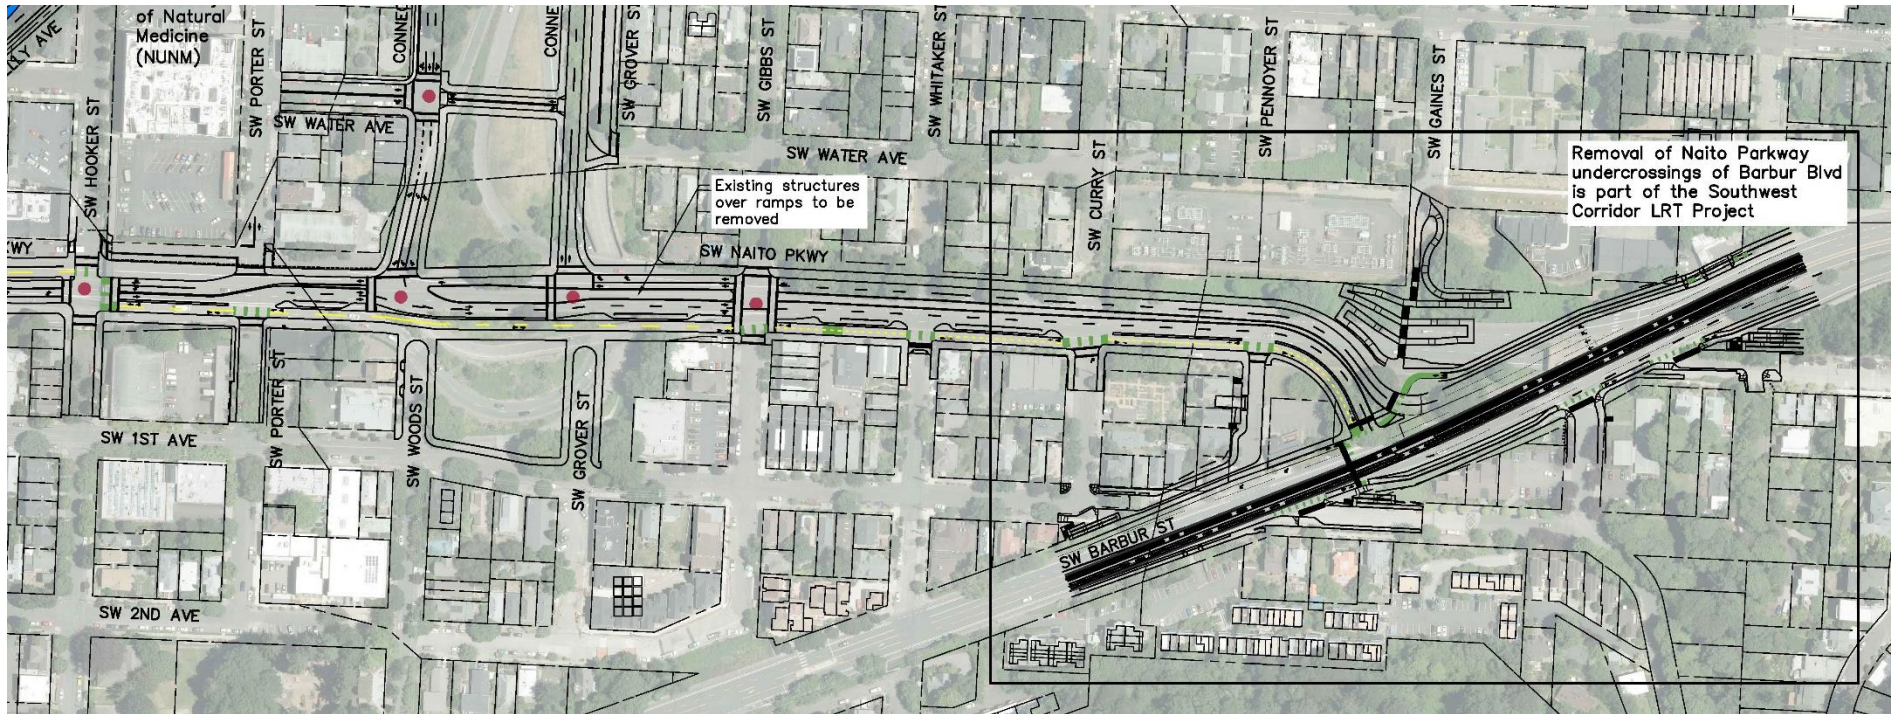 of Natural
Medicine
(NUNM)
SW PORTER ST
SW HOOKER ST
SW WATER AVE
SW GROVER ST
SW GIBBS ST
SW WHITAKER ST
SW WATER AVE
SW PENNOYER ST
SW GAINES ST
SW CURRY ST
Removal of Naito Parkway
undercrossings of Barbur Blvd
is part of the Southwest
Corridor LRT Project
Existing structures
over ramps to be
removed
SW NAITO PKWY
SW PORTER ST
SW WOODS ST
SW GROVER ST
SW 1ST AVE
SW BARBUR ST
SW 2ND AVE